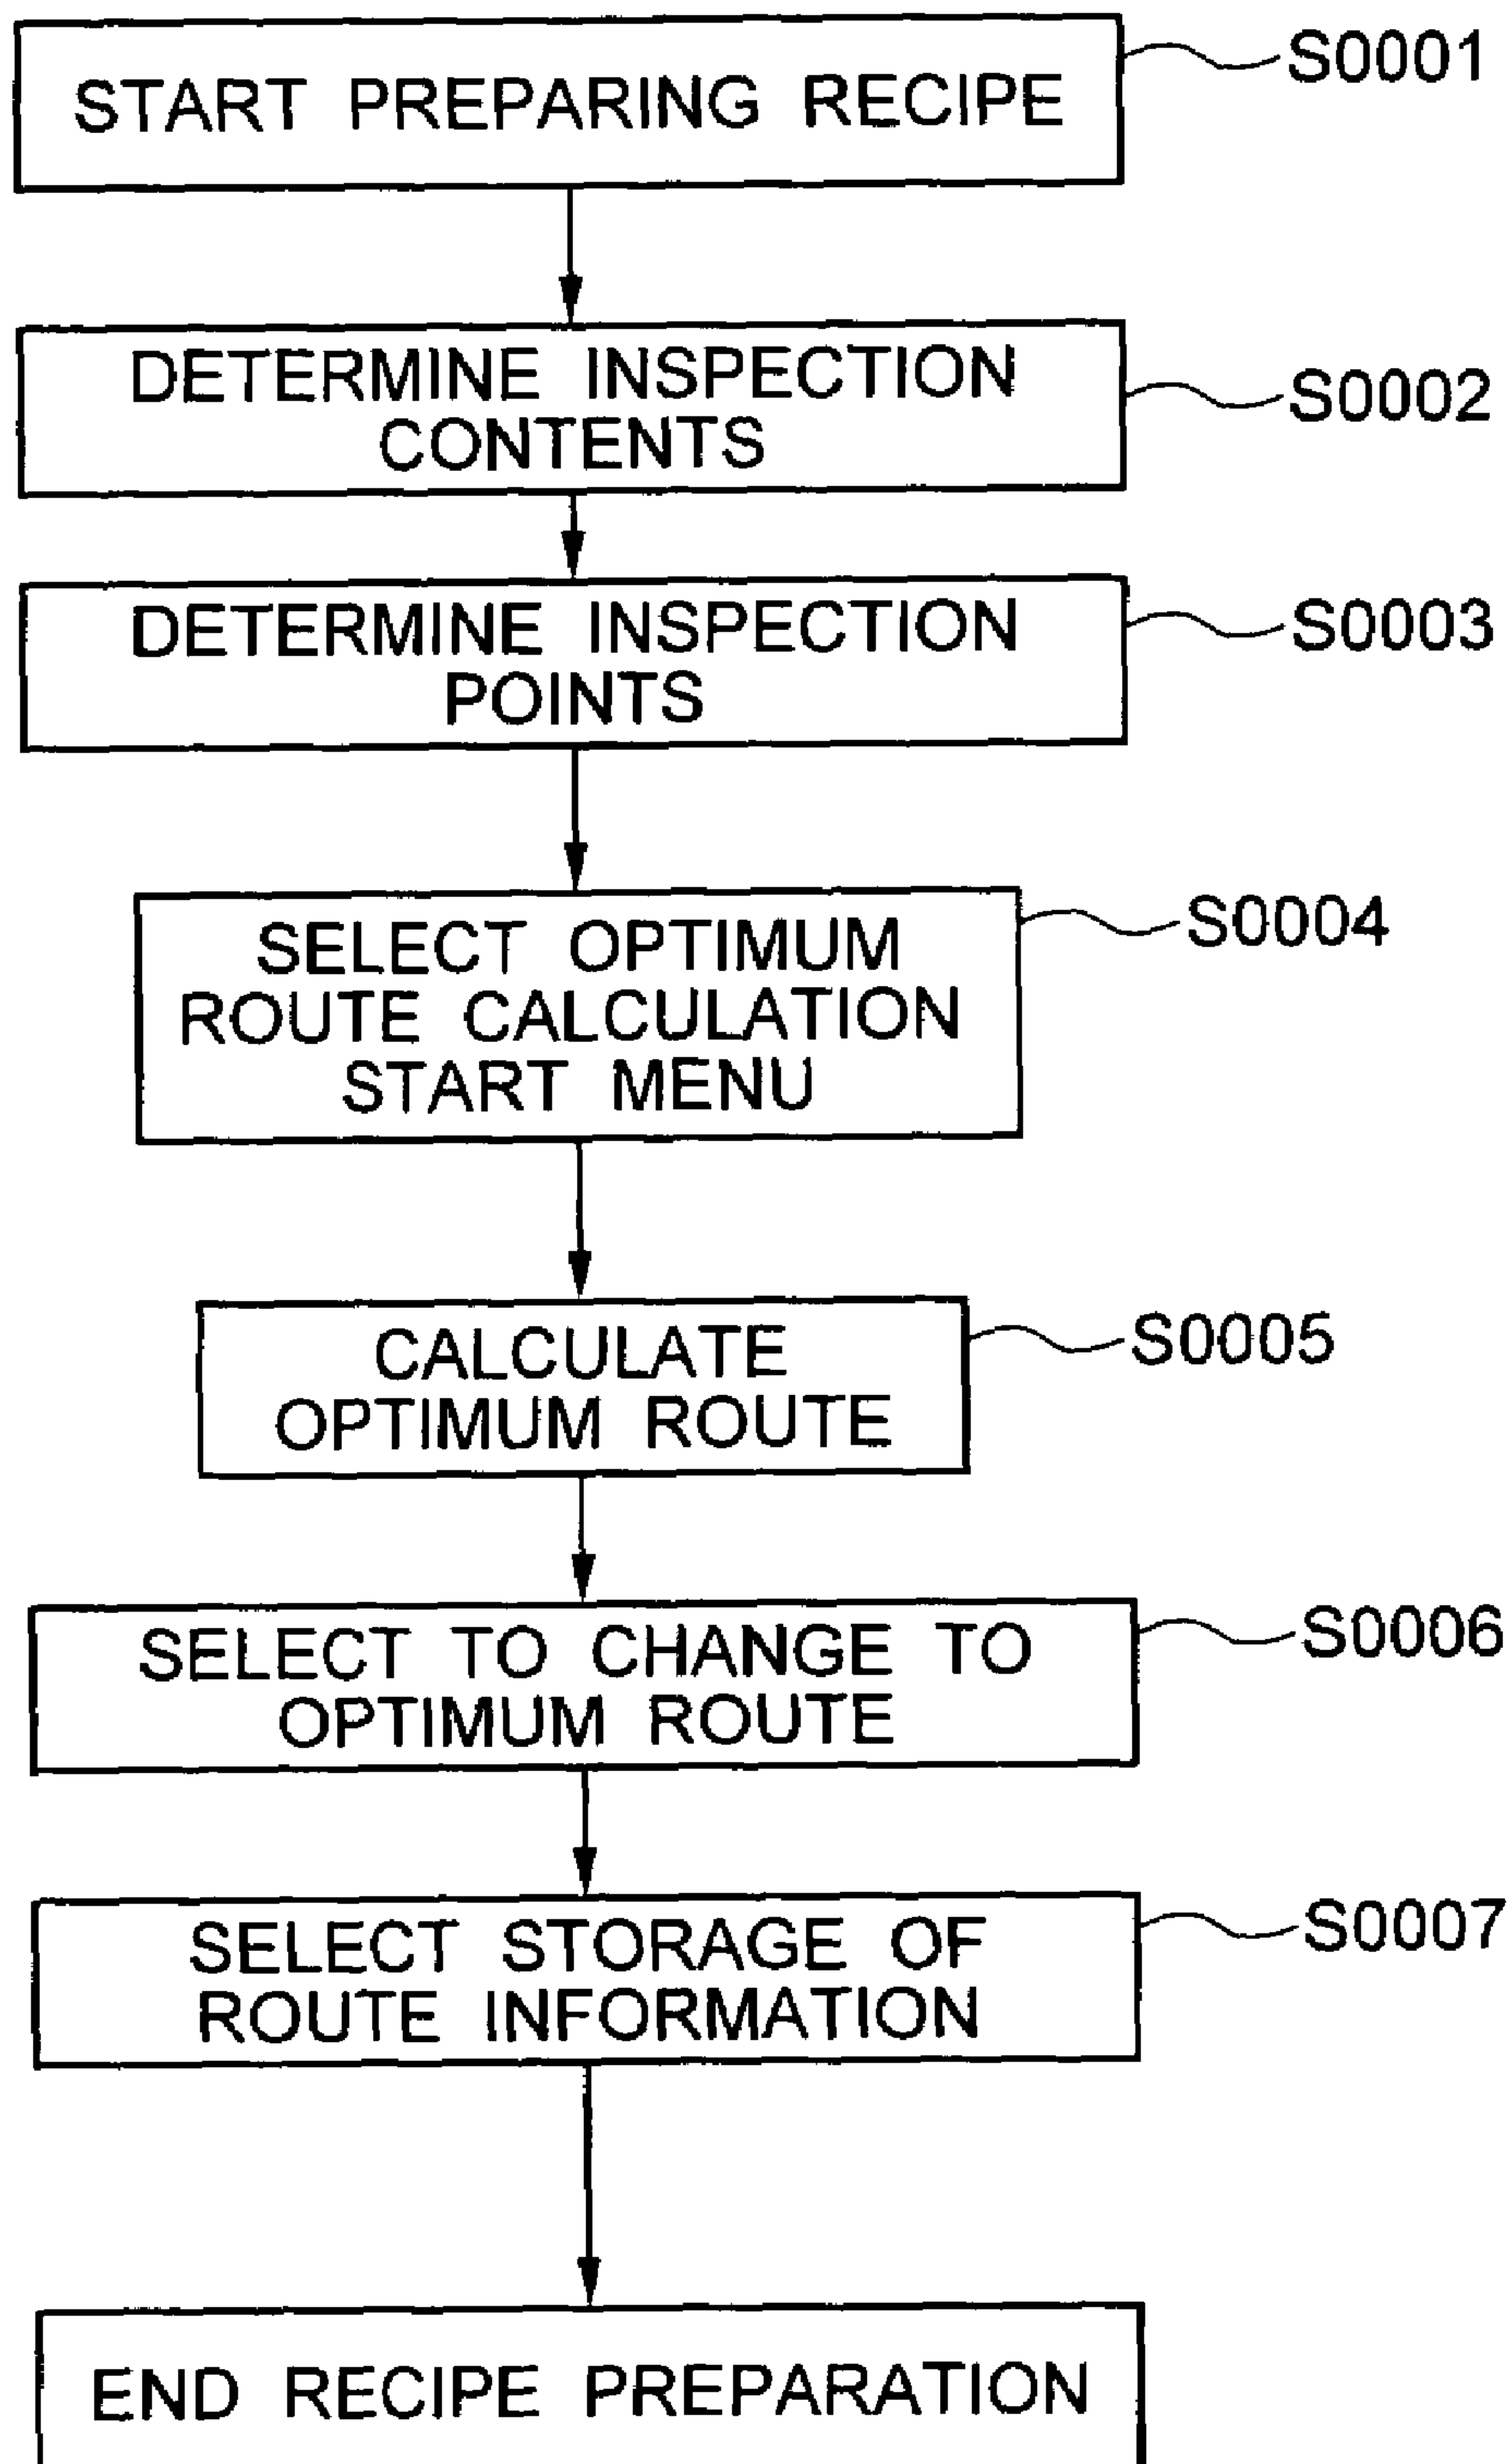 START PREPARING RECIPE
S0001
DETERMINE INSPECTION
CONTENTS
S0002
DETERMINE INSPECTION
POINTS
S0003
SELECT OPTIMUM
ROUTE CALCULATION
START MENU
S0004
CALCULATE
OPTIMUM ROUTE
S0005
SELECT TO CHANGE TO
OPTIMUM ROUTE
S0006
SELECT STORAGE OF
ROUTE INFORMATION
S0007
END RECIPE PREPARATION